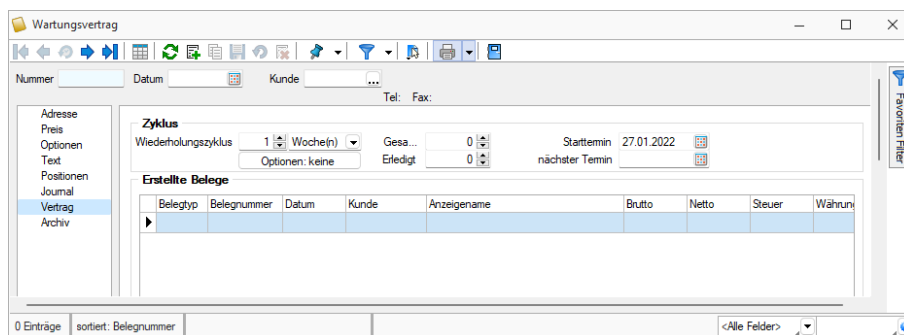 Wartungsvertrag
Nummer Datum Kunde ...
Tel: Fax:
Favoriten Filter
Adresse
Preis
Optionen
Text
Positionen
Journal
Vertrag
Archiv
Zyklus
Wiederholungszyklus 1 Woche(n) Gesa... 0 Starttermin 27.01.2022
Optionen: keine Erledigt 0 nächster Termin
Erstellte Belege
Belegtyp Belegnummer Datum Kunde Anzeigename Brutto Netto Steuer Währung
0 Einträge sortiert: Belegnummer <Alle Felder>